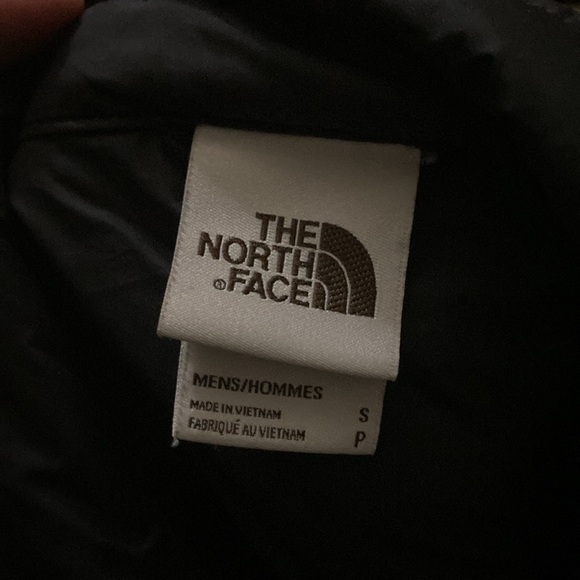 THE
NORTH
® FACE
MENS/HOMMES
MADE IN VIETNAM S
FABRIQUÉ AU VIETNAM P